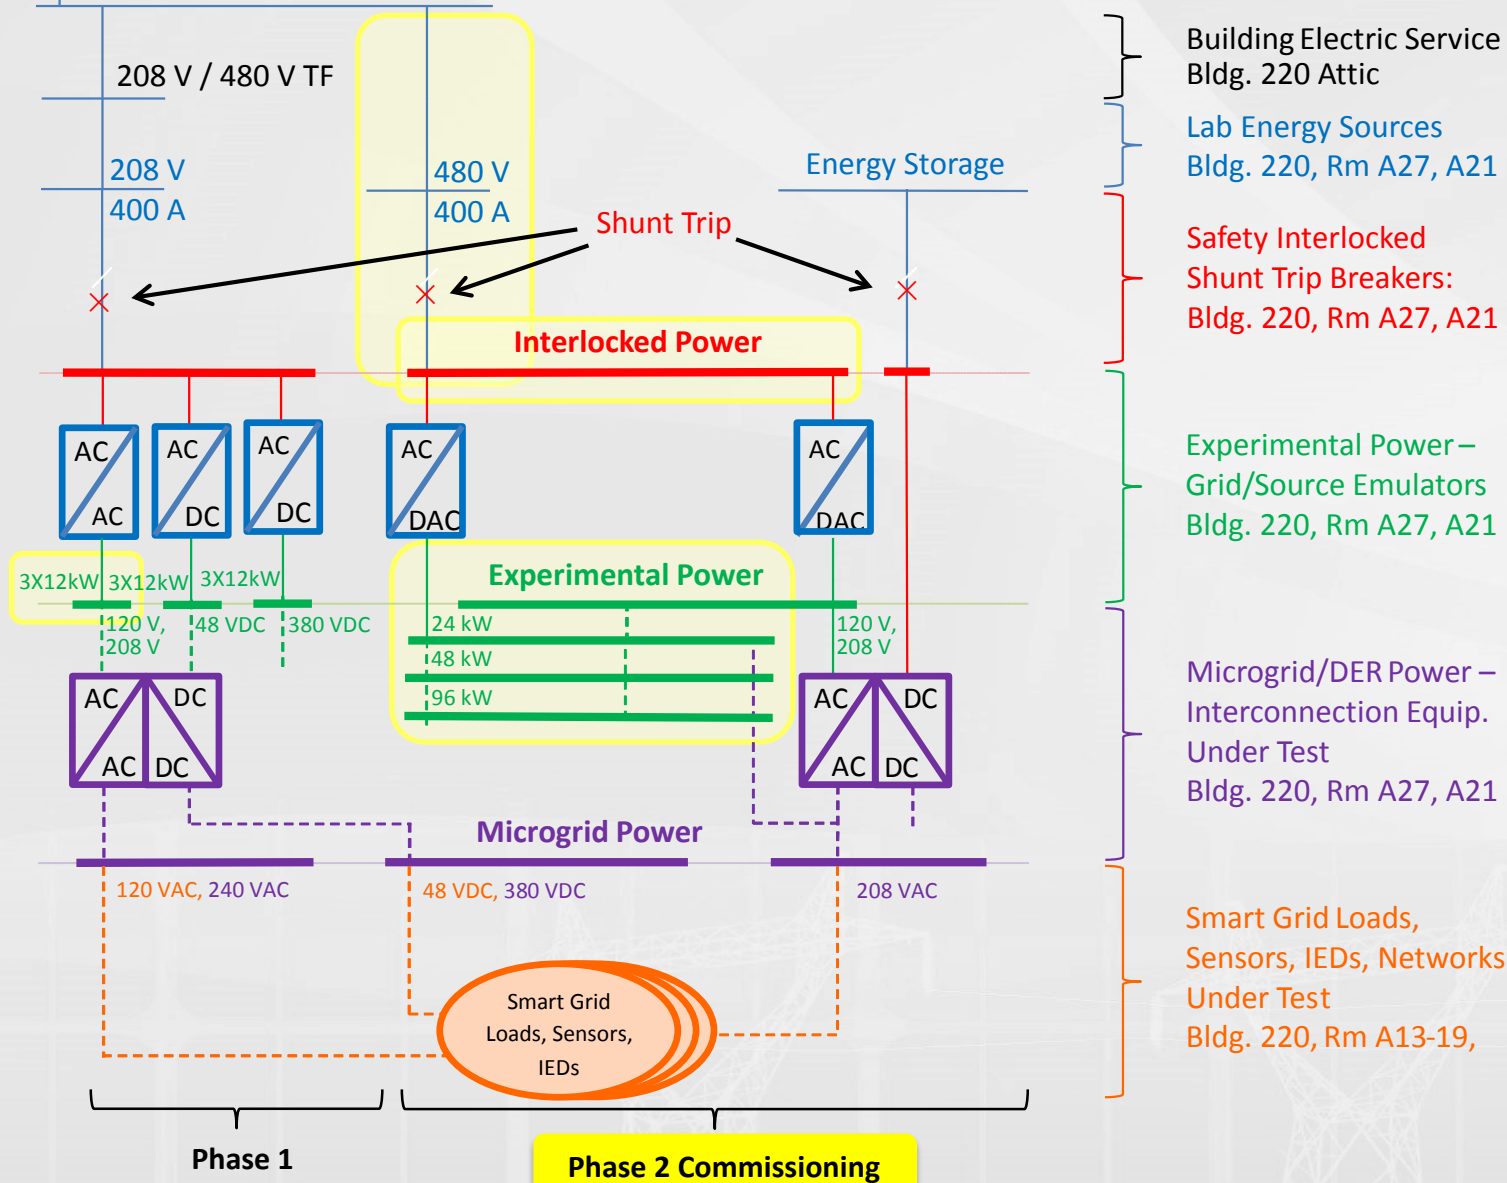 208 V / 480 V TF
208 V
400 A
480 V
400 A
Energy Storage
Shunt Trip
Interlocked Power
AC
AC
AC
DC
AC
DC
AC
DAC
AC
DAC
3X12kW
3X12kW
3X12kW
Experimental Power
120 V,
208 V
48 VDC
380 VDC
24 kW
48 kW
96 kW
120 V,
208 V
AC
DC
AC
DC
AC
DC
AC
DC
Microgrid Power
120 VAC, 240 VAC
48 VDC, 380 VDC
208 VAC
Smart Grid
Loads, Sensors,
IEDs
Phase 1
Phase 2 Commissioning
Building Electric Service
Bldg. 220 Attic
Lab Energy Sources
Bldg. 220, Rm A27, A21
Safety Interlocked
Shunt Trip Breakers:
Bldg. 220, Rm A27, A21
Experimental Power –
Grid/Source Emulators
Bldg. 220, Rm A27, A21
Microgrid/DER Power –
Interconnection Equip.
Under Test
Bldg. 220, Rm A27, A21
Smart Grid Loads,
Sensors, IEDs, Networks
Under Test
Bldg. 220, Rm A13-19,